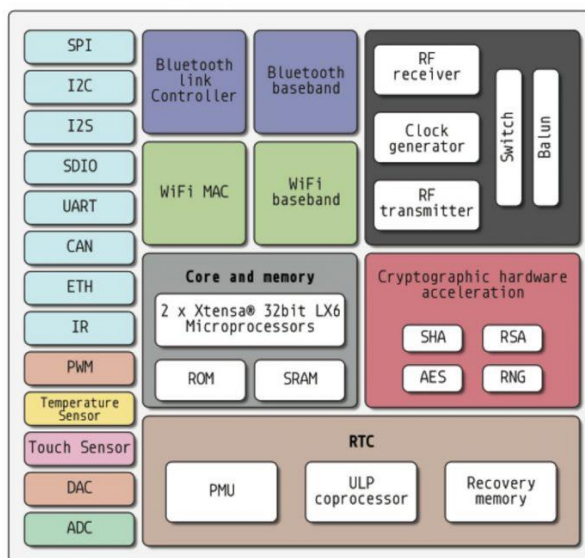 SPI
I2C
I2S
SDIO
UART
CAN
ETH
IR
PWM
Temperature
Sensor
Touch Sensor
DAC
ADC
Bluetooth
link
Controller
Bluetooth
baseband
WiFi MAC
WiFi
baseband
RF
receiver
Clock
generator
RF
transmitter
Switch
Balun
Core and memory
2 x Xtensa® 32bit LX6
Microprocessors
ROM
SRAM
Cryptographic hardware
acceleration
SHA
RSA
AES
RNG
RTC
PMU
ULP
coprocessor
Recovery
memory